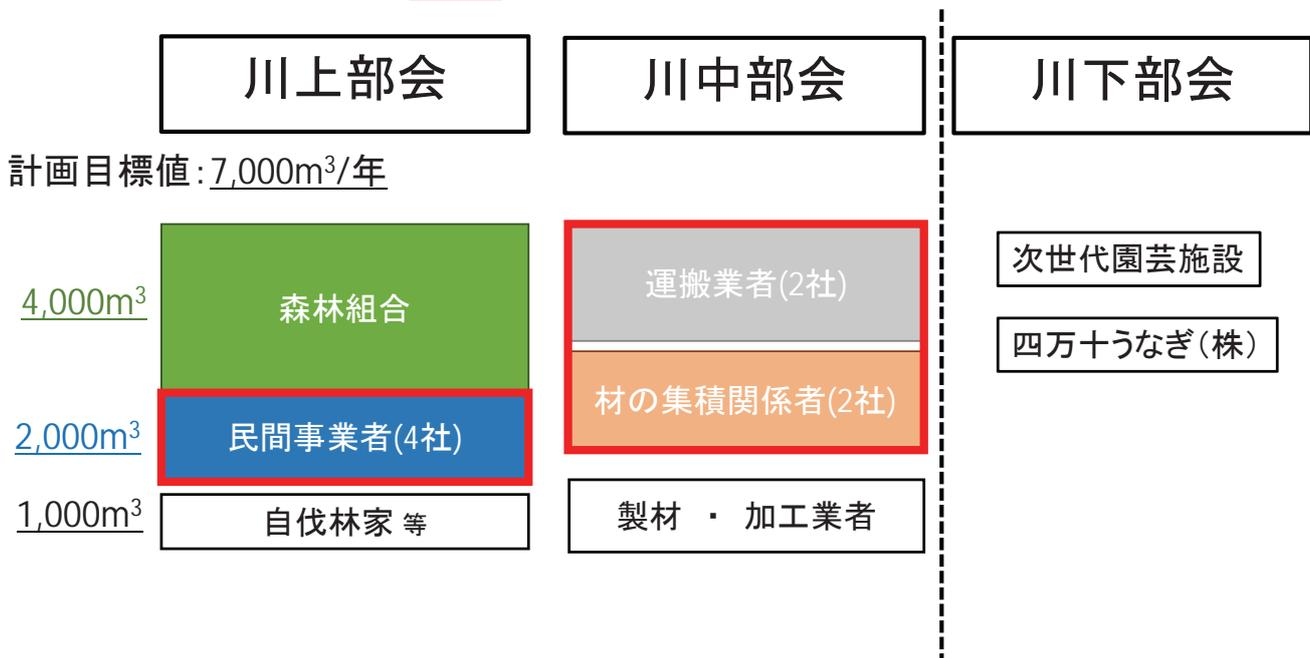 川上部会
川中部会
川下部会
計画目標値:7,000m³/年
4,000m³
森林組合
2,000m³
民間事業者(4社)
1,000m³
自伐林家 等
運搬業者(2社)
材の集積関係者(2社)
製材 ・ 加工業者
次世代園芸施設
四万十うなぎ(株)